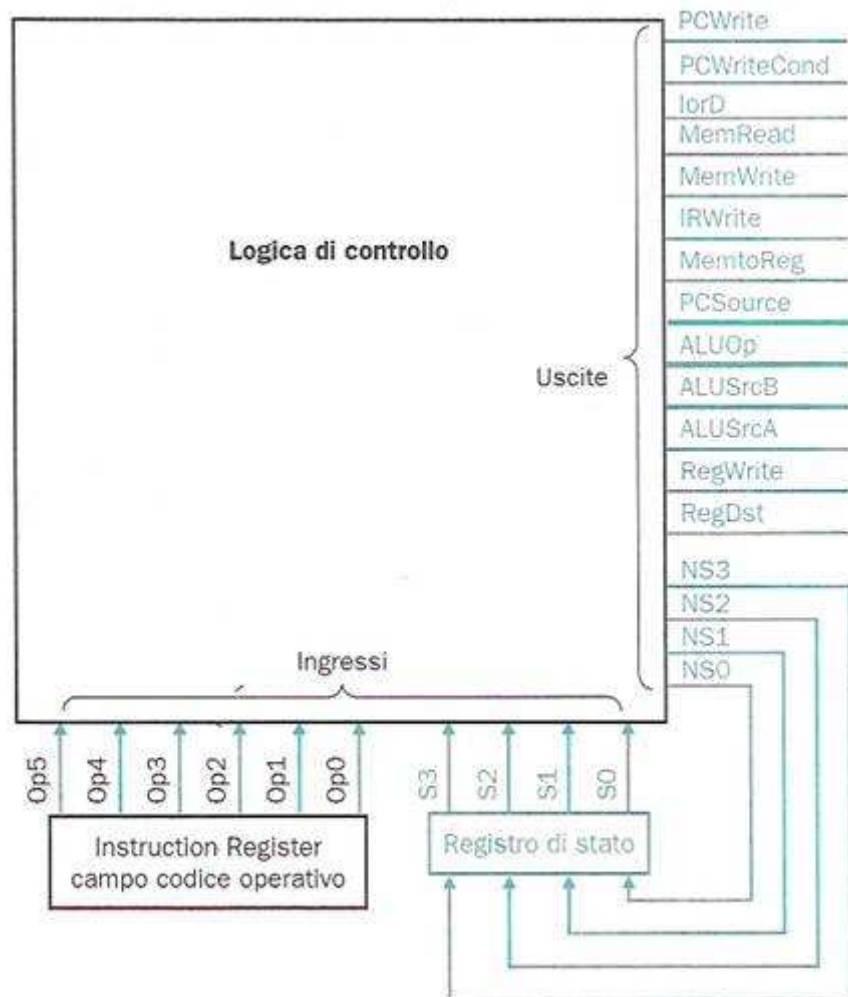 PCWrite
PCWriteCond
IorD
MemRead
MemWrite
IRWrite
MemtoReg
PCSource
ALUOp
ALUSrcB
ALUSrcA
RegWrite
RegDst
NS3
NS2
NS1
NS0
Logica di controllo
Uscite
Ingressi
Op5
Op4
Op3
Op2
Op1
Op0
S3
S2
S1
S0
Instruction Register
campo codice operativo
Registro di stato